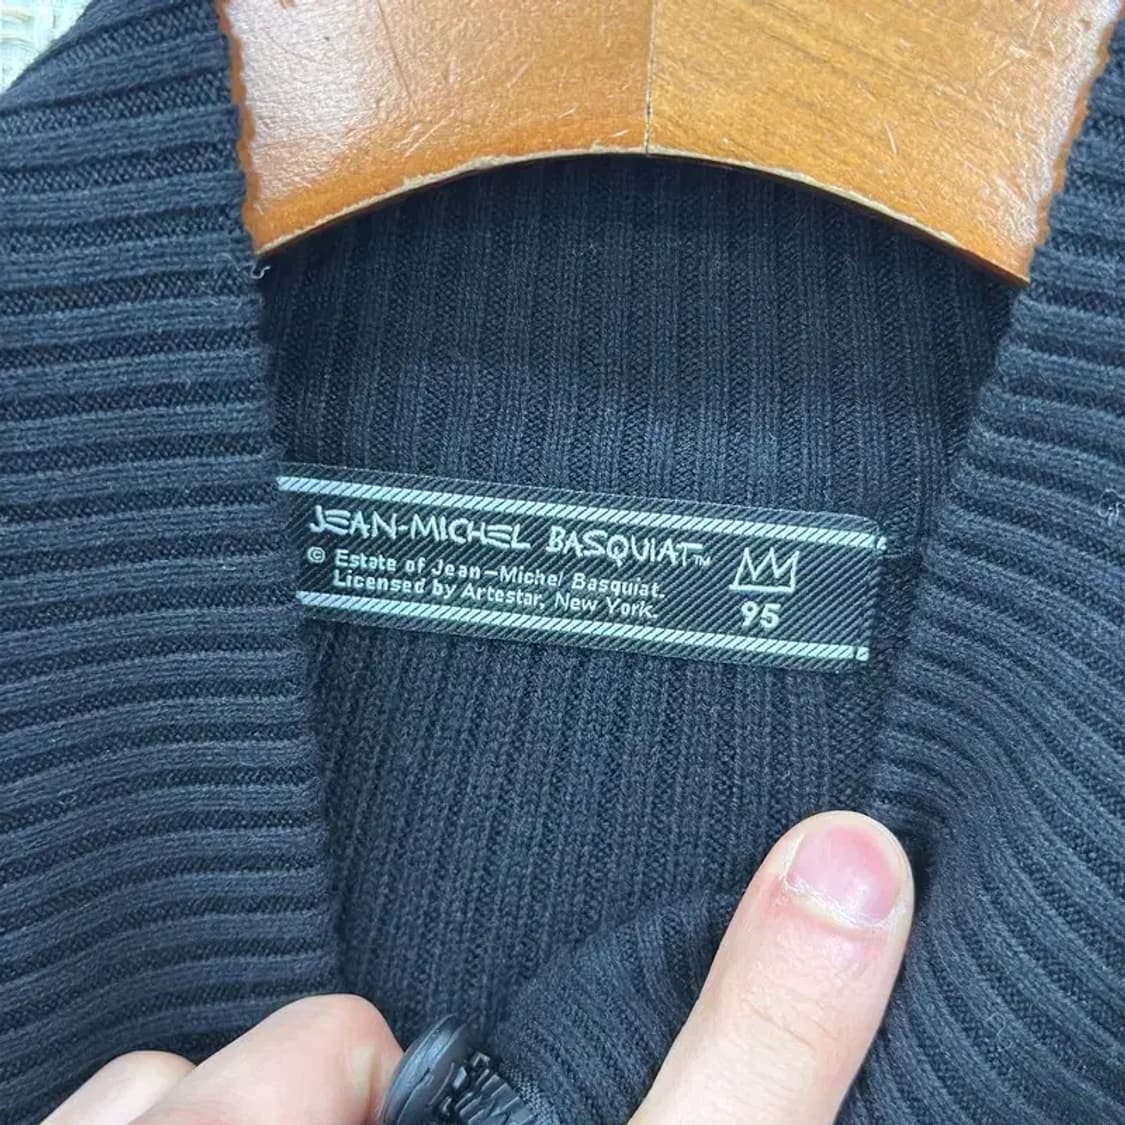 JEAN-MICHEL BASQUIAT™
© Estate of Jean-Michel Basquiat.
Licensed by Artestar, New York.
95